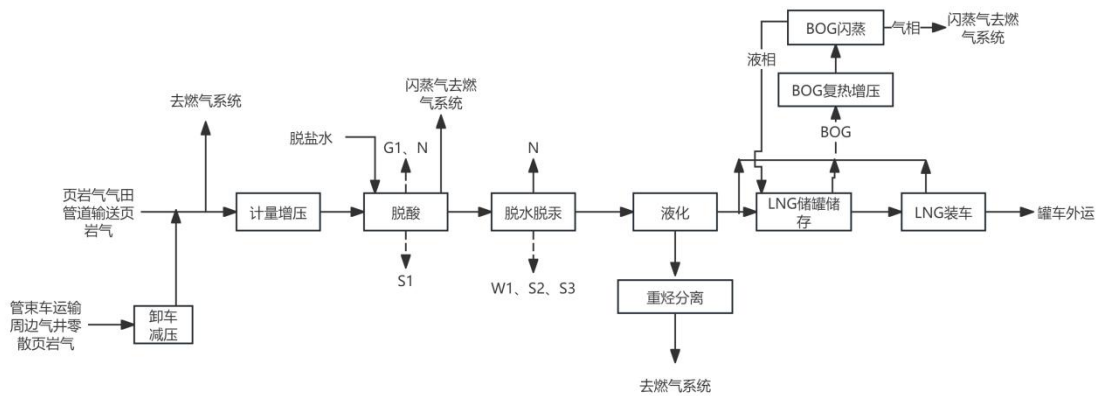 BOG闪蒸
气相
闪蒸气去燃
气系统
液相
BOG复热增压
BOG
去燃气系统
闪蒸气去燃
气系统
脱盐水
G1、N
N
页岩气气田
管道输送页
岩气
计量增压
脱酸
脱水脱汞
液化
LNG储罐储
存
LNG装车
罐车外运
S1
W1、S2、S3
重烃分离
管束车运输
周边气井零
散页岩气
卸车
减压
去燃气系统